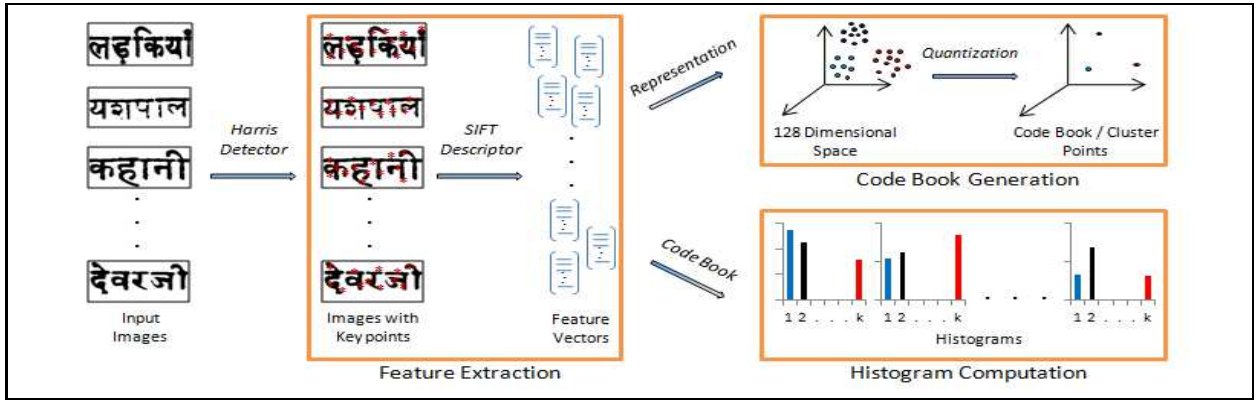 लड़कियाँ
यशपाल
कहानी
देवरजी
Input
Images
Harris
Detector
लड़कियाँ
यशपाल
कहानी
देवरजी
Images with
Keypoints
SIFT
Descriptor
Feature
Vectors
Feature Extraction
Representation
Quantization
128 Dimensional
Space
Code Book / Cluster
Points
Code Book Generation
Code Book
1 2 . . . k
1 2 . . . k
. . . .
1 2 . . . k
Histograms
Histogram Computation